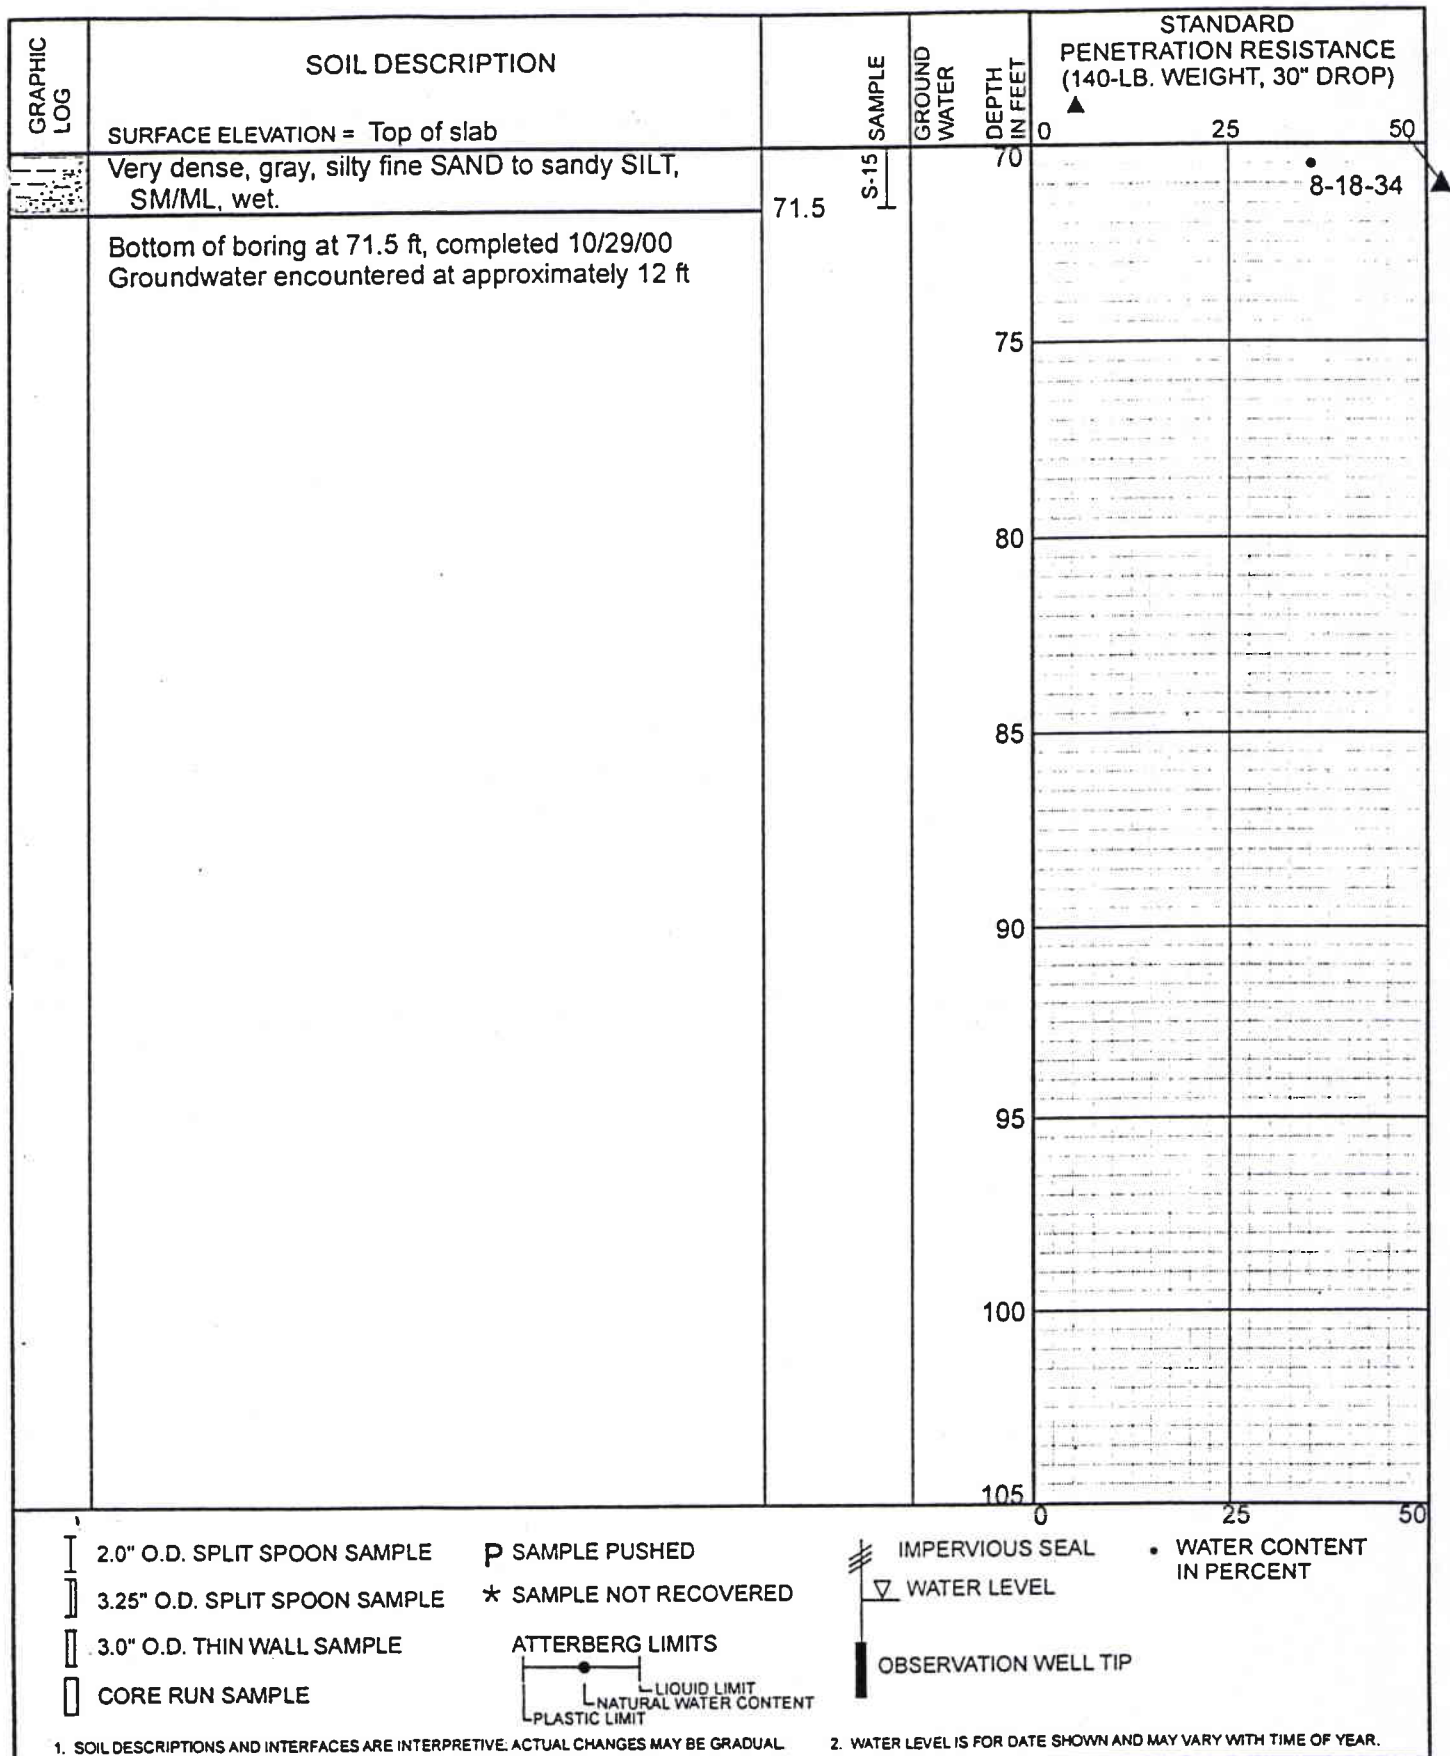 GRAPHIC
LOG
SOIL DESCRIPTION
SURFACE ELEVATION = Top of slab
SAMPLE
GROUND
WATER
DEPTH
IN FEET
STANDARD
PENETRATION RESISTANCE
(140-LB. WEIGHT, 30" DROP)
▲
0 25 50
Very dense, gray, silty fine SAND to sandy SILT,
SM/ML, wet.
71.5
S-15
70
8-18-34
Bottom of boring at 71.5 ft, completed 10/29/00
Groundwater encountered at approximately 12 ft
75
80
85
90
95
100
105
0 25 50
2.0" O.D. SPLIT SPOON SAMPLE
3.25" O.D. SPLIT SPOON SAMPLE
3.0" O.D. THIN WALL SAMPLE
CORE RUN SAMPLE
P SAMPLE PUSHED
* SAMPLE NOT RECOVERED
ATTERBERG LIMITS
LIQUID LIMIT
NATURAL WATER CONTENT
PLASTIC LIMIT
IMPERVIOUS SEAL
WATER LEVEL
OBSERVATION WELL TIP
• WATER CONTENT
IN PERCENT
1. SOIL DESCRIPTIONS AND INTERFACES ARE INTERPRETIVE; ACTUAL CHANGES MAY BE GRADUAL
2. WATER LEVEL IS FOR DATE SHOWN AND MAY VARY WITH TIME OF YEAR.